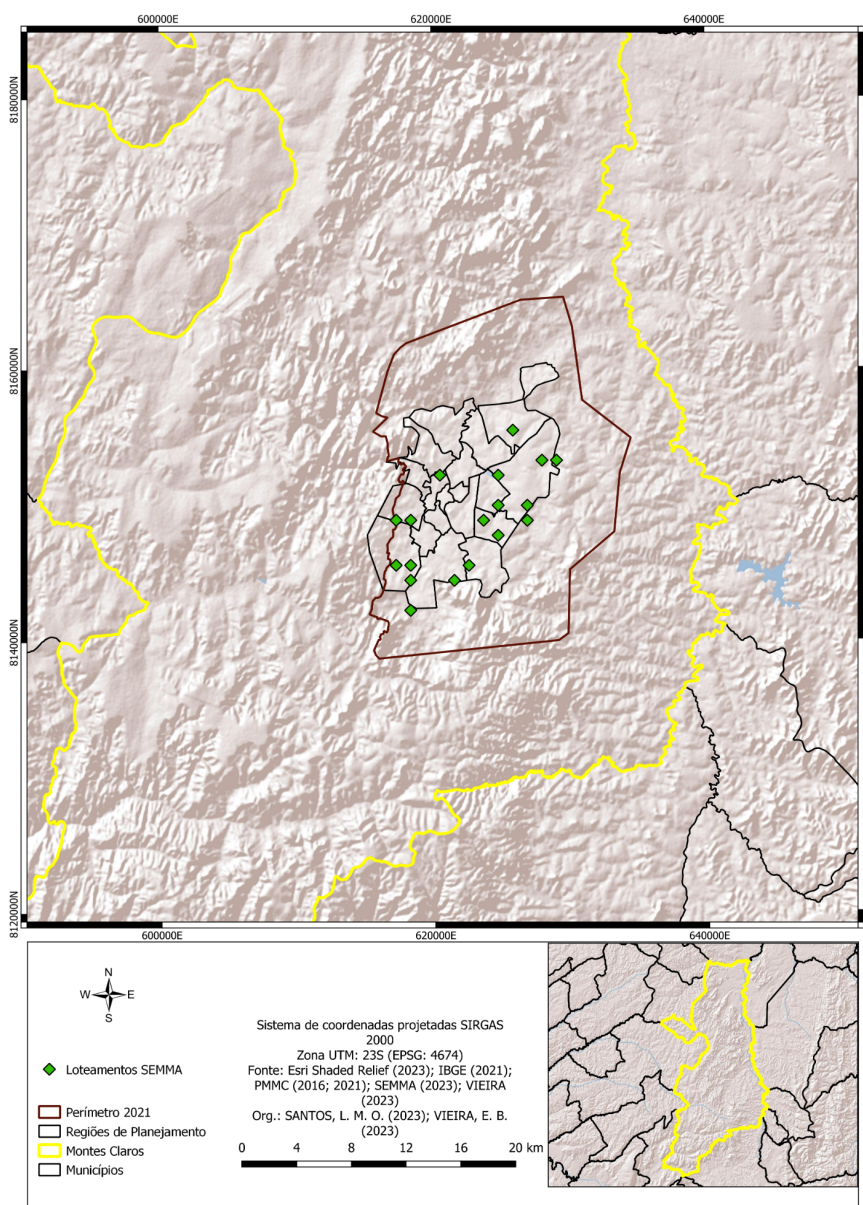 600000E
620000E
640000E
8180000N
8160000N
8140000N
8120000N
600000E
620000E
640000E
N
W
E
S
Loteamentos SEMMA
Perímetro 2021
Regiões de Planejamento
Montes Claros
Municípios
Sistema de coordenadas projetadas SIRGAS
2000
Zona UTM: 23S (EPSG: 4674)
Fonte: Esri Shaded Relief (2023); IBGE (2021);
PMMC (2016; 2021); SEMMA (2023); VIEIRA
(2023)
Org.: SANTOS, L. M. O. (2023); VIEIRA, E. B.
(2023)
0 4 8 12 16 20 km